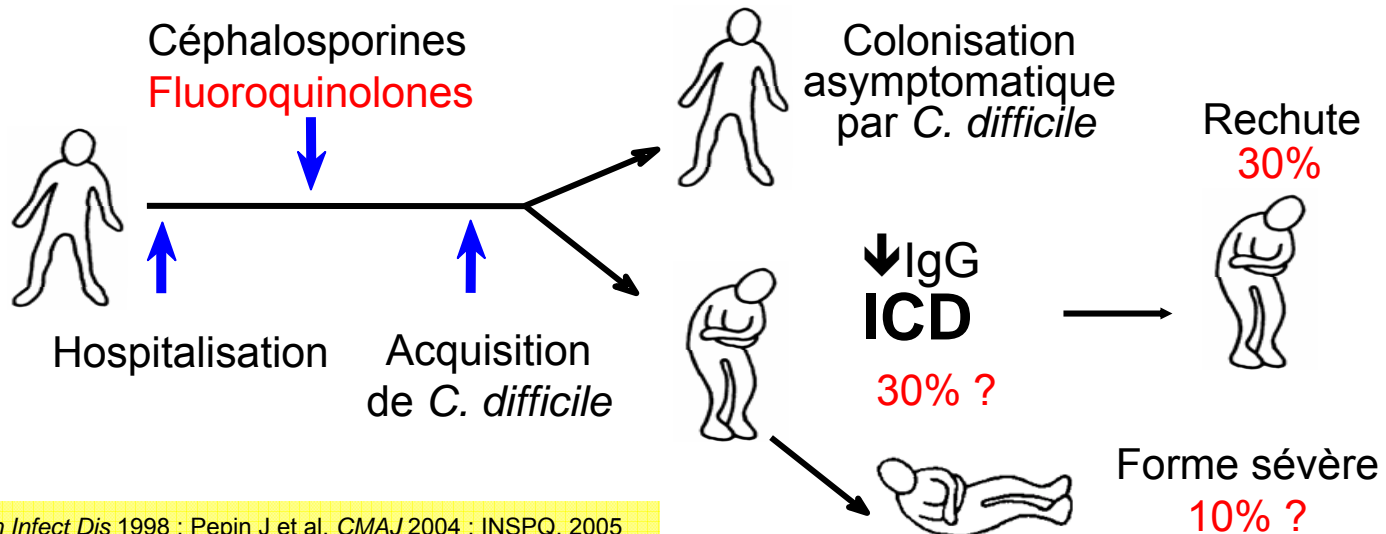 Céphalosporines
Fluoroquinolones
Hospitalisation
Acquisition
de C. difficile
Colonisation
asymptomatique
par C. difficile
↓IgG
ICD
30% ?
Rechute
30%
Forme sévère
10% ?
Infect Dis 1998 ; Pepin J et al. CMAJ 2004 ; INSPQ, 2005